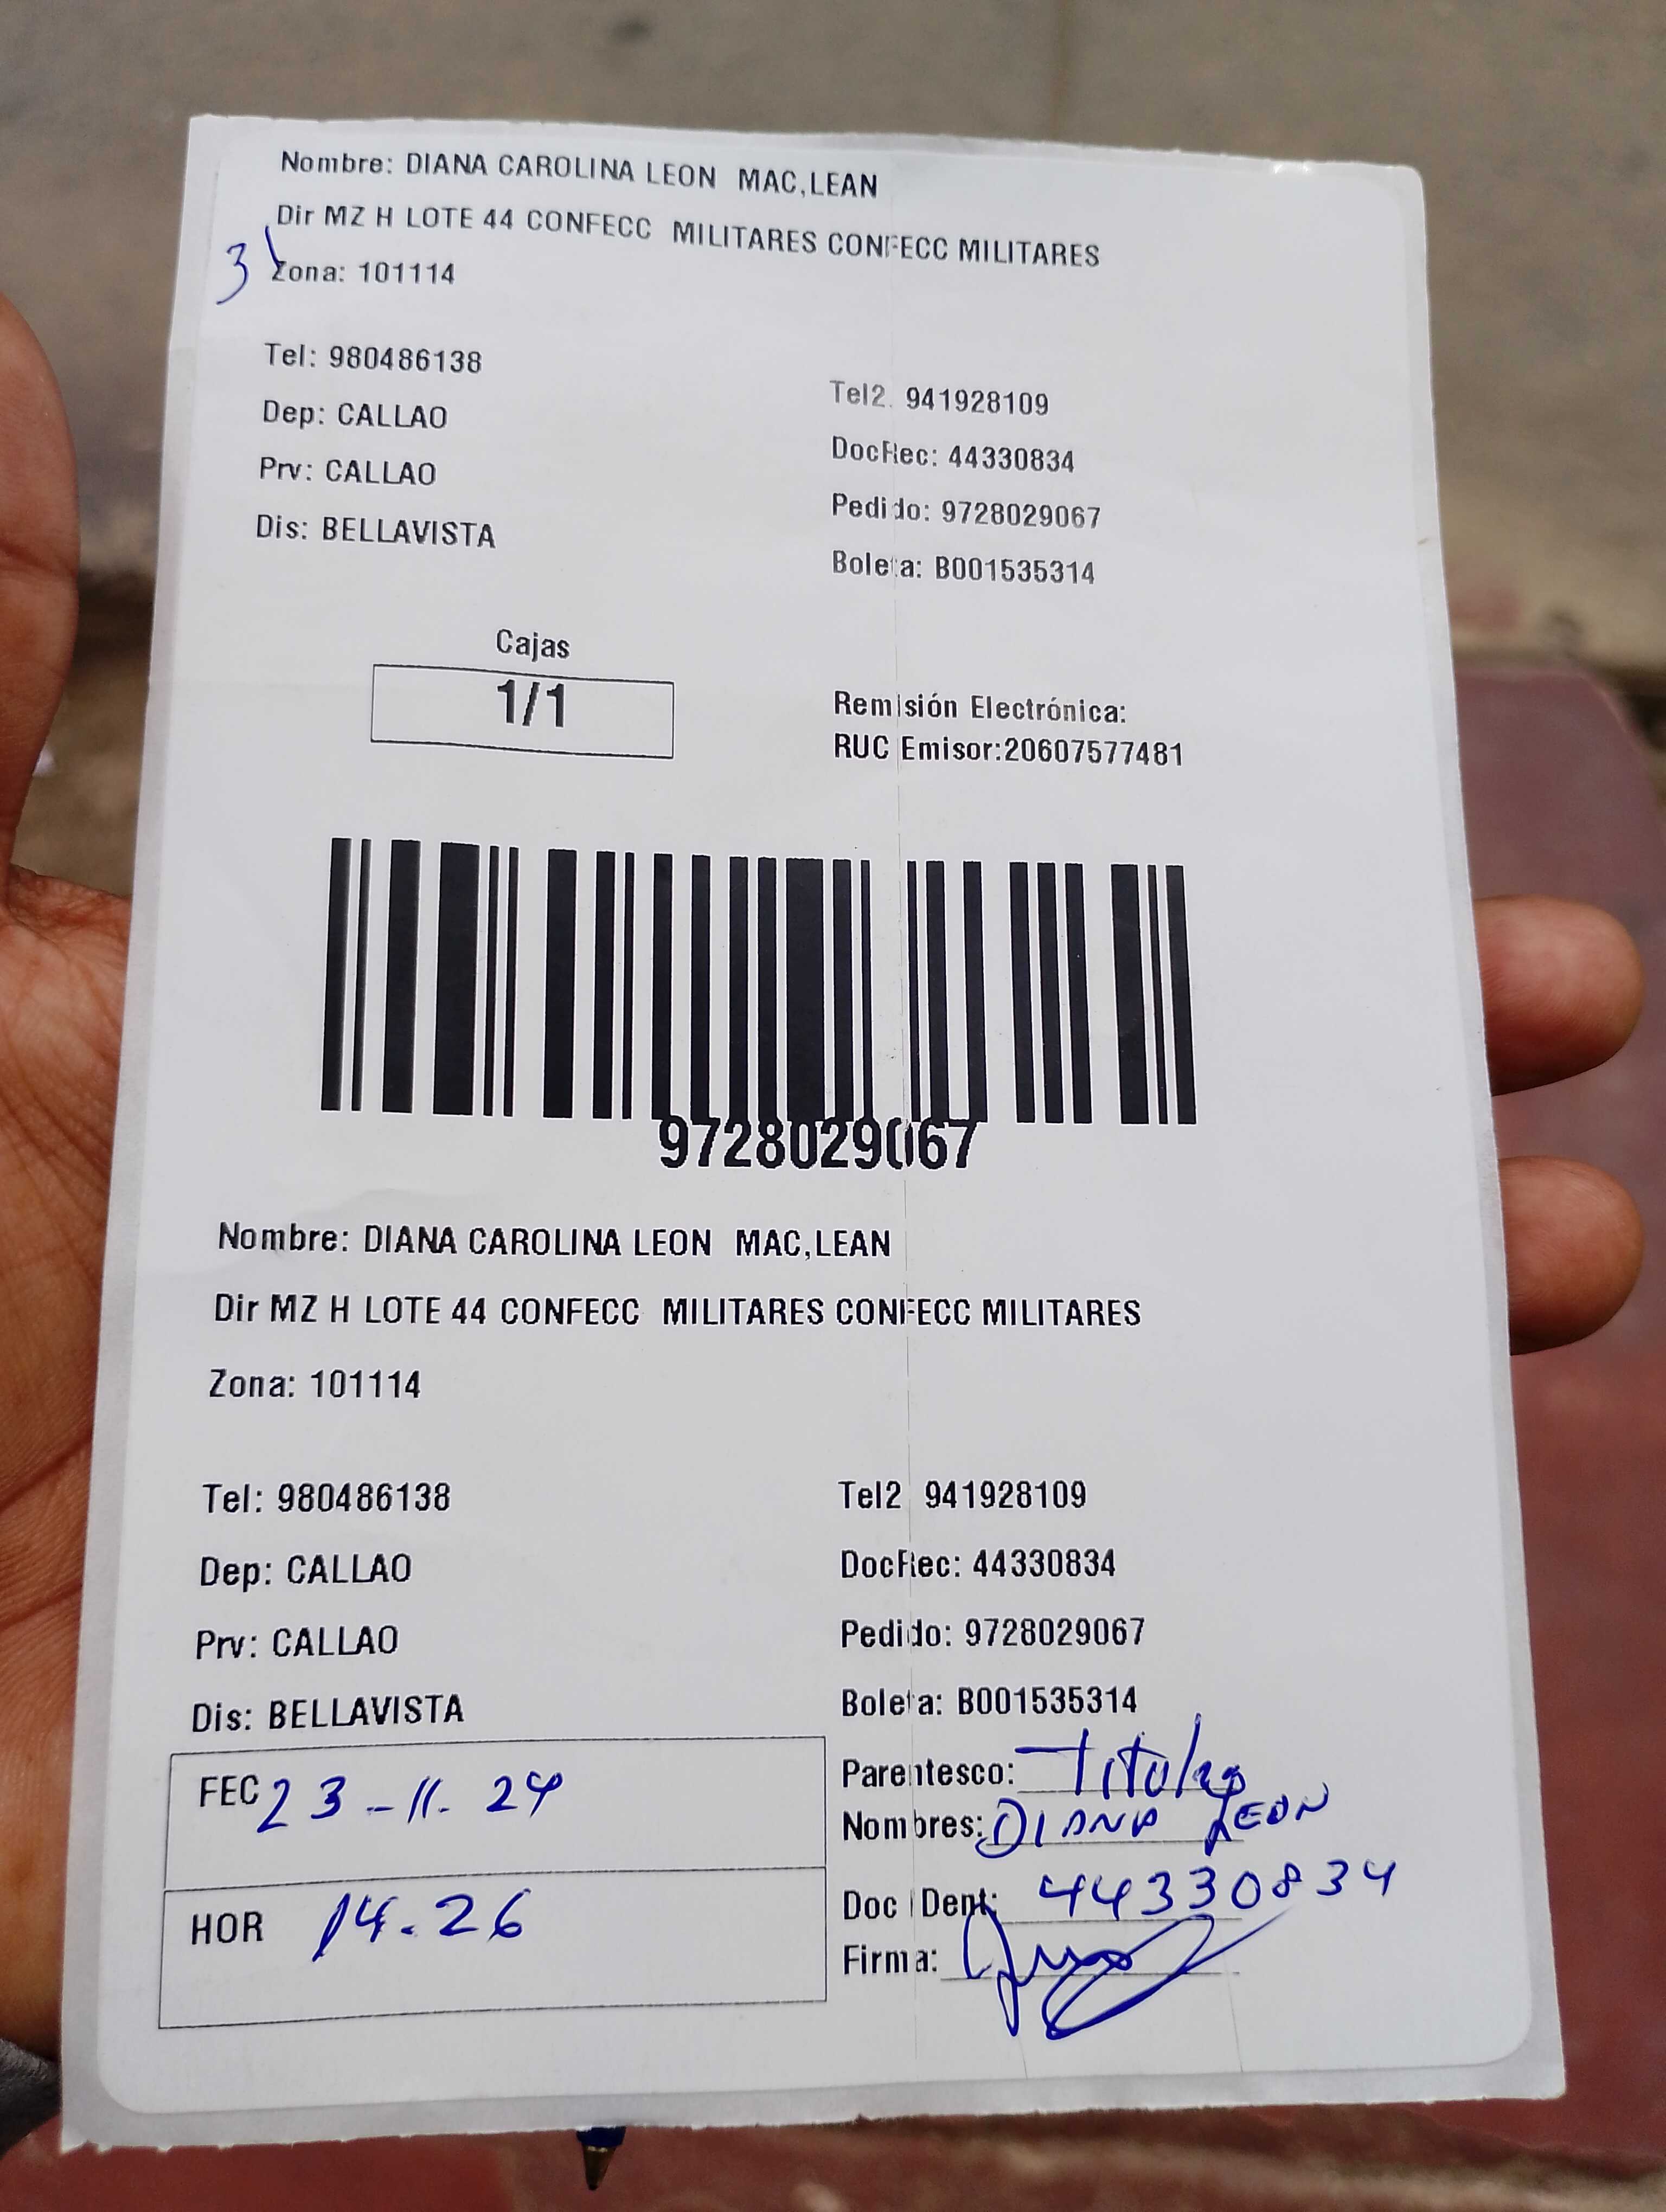 Nombre: DIANA CAROLINA LEON MAC,LEAN
Dir MZ H LOTE 44 CONFECC MILITARES CONFECC MILITARES
3
Zona: 101114
Tel: 980486138
Tel2. 941928109
Dep: CALLAO
DocRec: 44330834
Prv: CALLAO
Pedido: 9728029067
Dis: BELLAVISTA
Boleta: B001535314
Cajas
1/1
Remisión Electrónica:
RUC Emisor:20607577481
9728029067
Nombre: DIANA CAROLINA LEON MAC,LEAN
Dir MZ H LOTE 44 CONFECC MILITARES CONFECC MILITARES
Zona: 101114
Tel: 980486138
Tel2 941928109
Dep: CALLAO
DocRec: 44330834
Prv: CALLAO
Pedido: 9728029067
Dis: BELLAVISTA
Boleta: B001535314
FEC 23-11-24
Parentesco: Titular
Nombres: DIANA LEON
HOR 14.26
Doc Dent: 44330834
Firma: